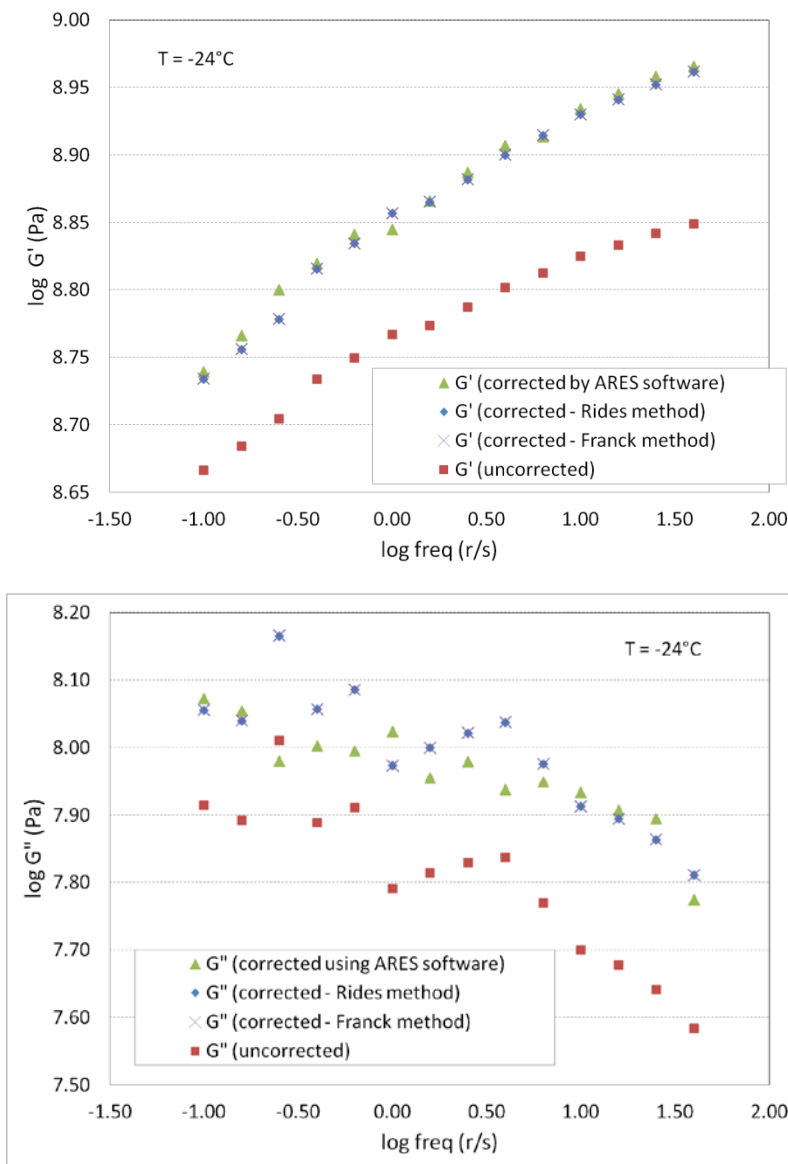 9.00
T = -24°C
8.95
8.90
8.85
8.80
8.75
8.70
8.65
log G' (Pa)
G' (corrected by ARES software)
G' (corrected - Rides method)
G' (corrected - Franck method)
G' (uncorrected)
-1.50 -1.00 -0.50 0.00 0.50 1.00 1.50 2.00
log freq (r/s)
8.20
T = -24°C
8.10
8.00
7.90
7.80
7.70
7.60
7.50
log G" (Pa)
G" (corrected using ARES software)
G" (corrected - Rides method)
G" (corrected - Franck method)
G" (uncorrected)
-1.50 -1.00 -0.50 0.00 0.50 1.00 1.50 2.00
log freq (r/s)